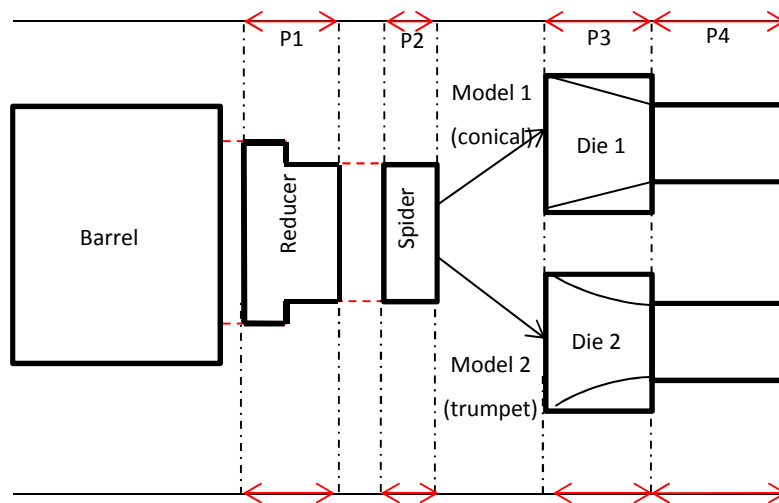 P1
P2
P3
P4
Model 1
(conical)
Die 1
Barrel
Reducer
Spider
Die 2
Model 2
(trumpet)